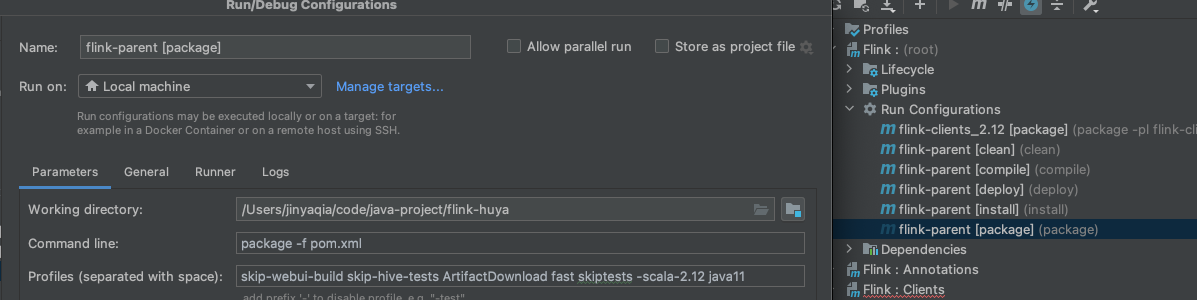 Run/Debug Configurations
Name:
flink-parent [package]
Allow parallel run
Store as project file
Run on:
Local machine
Manage targets...
Run configurations may be executed locally or on a target: for
example in a Docker Container or on a remote host using SSH.
Parameters
General
Runner
Logs
Working directory:
/Users/jinyaqia/code/java-project/flink-huya
Command line:
package -f pom.xml
Profiles (separated with space):
skip-webui-build skip-hive-tests ArtifactDownload fast skiptests -scala-2.12 java11
add prefix '-' to disable profile, e.g. "-test"
Profiles
Flink : (root)
Lifecycle
Plugins
Run Configurations
flink-clients_2.12 [package] (package -pl flink-cli
flink-parent [clean] (clean)
flink-parent [compile] (compile)
flink-parent [deploy] (deploy)
flink-parent [install] (install)
flink-parent [package] (package)
Dependencies
Flink : Annotations
Flink : Clients